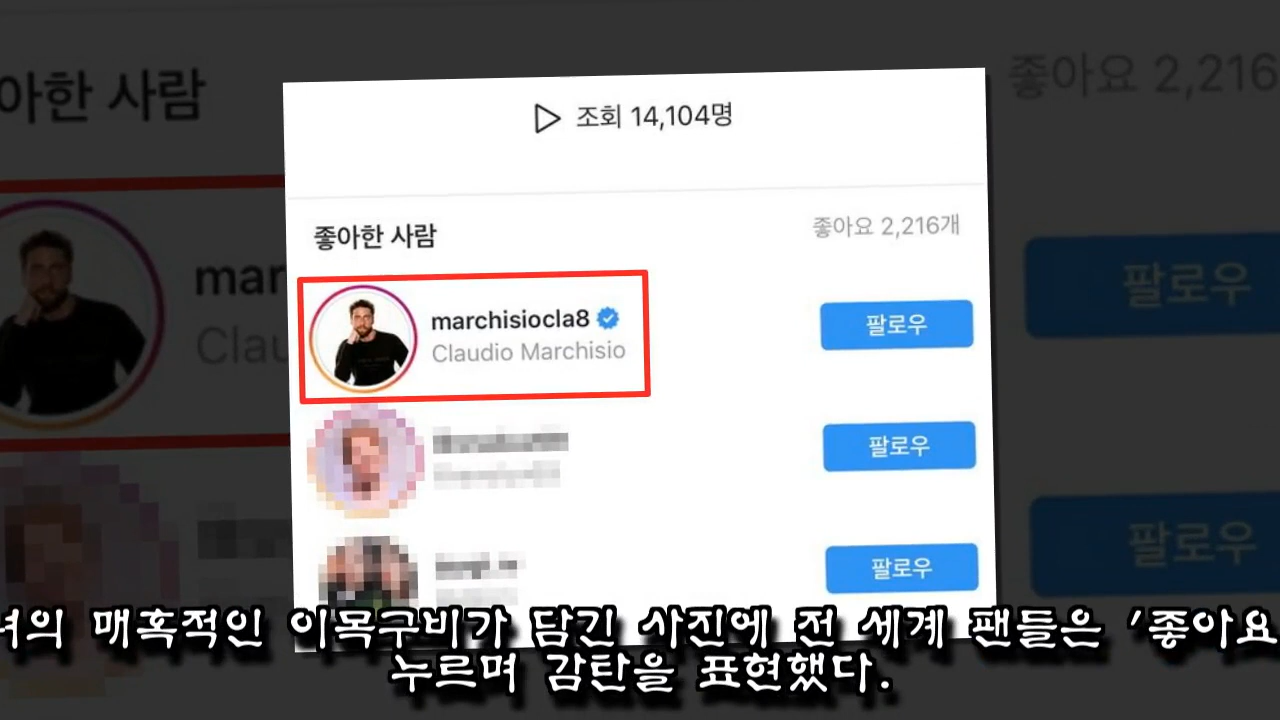 조회 14,104명
좋아한 사람
좋아요 2,216개
marchisiocla8
Claudio Marchisio
팔로우
팔로우
팔로우
아한 사람
좋아요 2,216
mar
Clau
팔로우
팔로우
녀의 매혹적인 이목구비가 담긴 사진에 전 세계 팬들은 '좋아요
누르며 감탄을 표현했다.